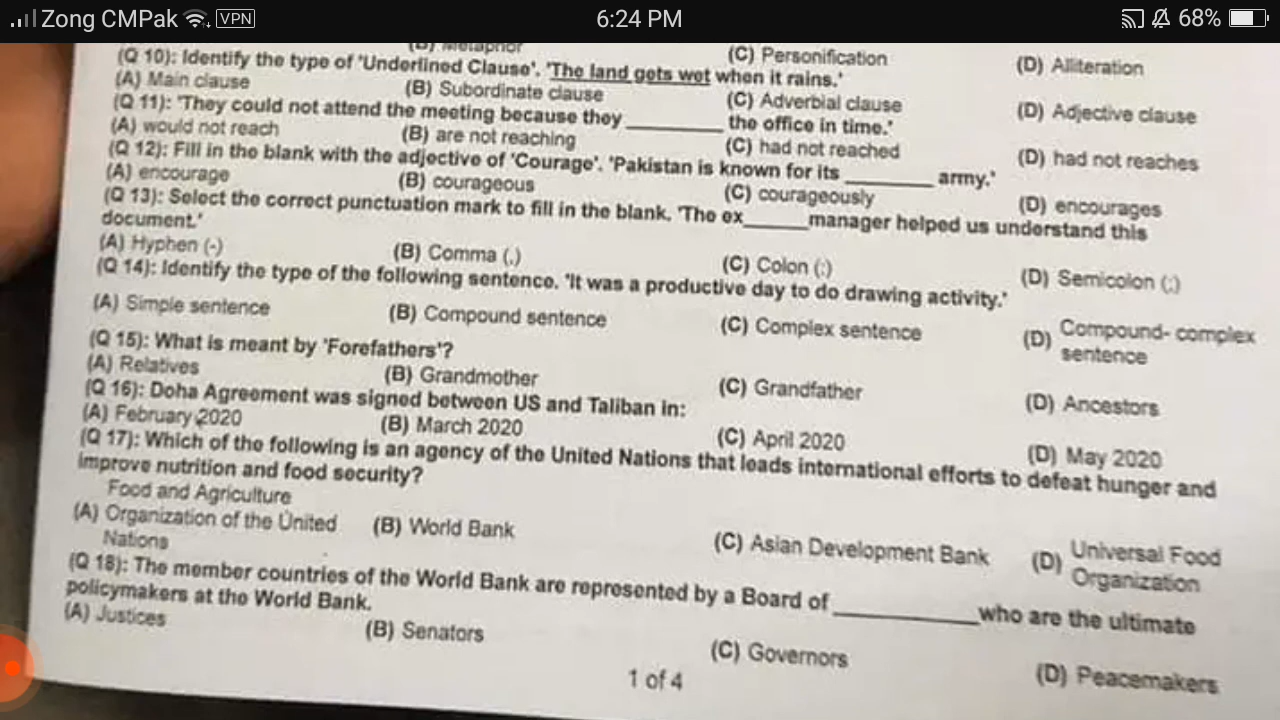 Zong CMPak VPN 6:24 PM 68%
(B) Metaphor (C) Personification (D) Alliteration
(Q 10): Identify the type of 'Underlined Clause'. 'The land gets wet when it rains.'
(A) Main clause (B) Subordinate clause (C) Adverbial clause (D) Adjective clause
(Q 11): 'They could not attend the meeting because they ________ the office in time.'
(A) would not reach (B) are not reaching (C) had not reached (D) had not reaches
(Q 12): Fill in the blank with the adjective of 'Courage'. 'Pakistan is known for its ________ army.'
(A) encourage (B) courageous (C) courageously (D) encourages
(Q 13): Select the correct punctuation mark to fill in the blank. 'The ex______manager helped us understand this
document.'
(A) Hyphen (-) (B) Comma (,) (C) Colon (:) (D) Semicolon (;)
(Q 14): Identify the type of the following sentence. 'It was a productive day to do drawing activity.'
(A) Simple sentence (B) Compound sentence (C) Complex sentence (D) Compound- complex
sentence
(Q 15): What is meant by 'Forefathers'?
(A) Relatives (B) Grandmother (C) Grandfather (D) Ancestors
(Q 16): Doha Agreement was signed between US and Taliban in:
(A) February 2020 (B) March 2020 (C) April 2020 (D) May 2020
(Q 17): Which of the following is an agency of the United Nations that leads international efforts to defeat hunger and
improve nutrition and food security?
Food and Agriculture
(A) Organization of the United (B) World Bank (C) Asian Development Bank (D) Universal Food
Nations Organization
(Q 18): The member countries of the World Bank are represented by a Board of ____________who are the ultimate
policymakers at the World Bank.
(A) Justices (B) Senators (C) Governors (D) Peacemakers
1 of 4